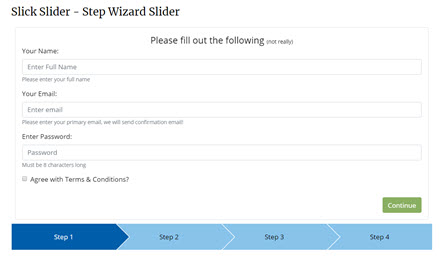 Slick Slider - Step Wizard Slider
Please fill out the following (not really)
Your Name:
Enter Full Name
Please enter your full name
Your Email:
Enter email
Please enter your primary email, we will send confirmation email!
Enter Password:
Password
Must be 8 characters long
Agree with Terms & Conditions?
Continue
Step 1 Step 2 Step 3 Step 4